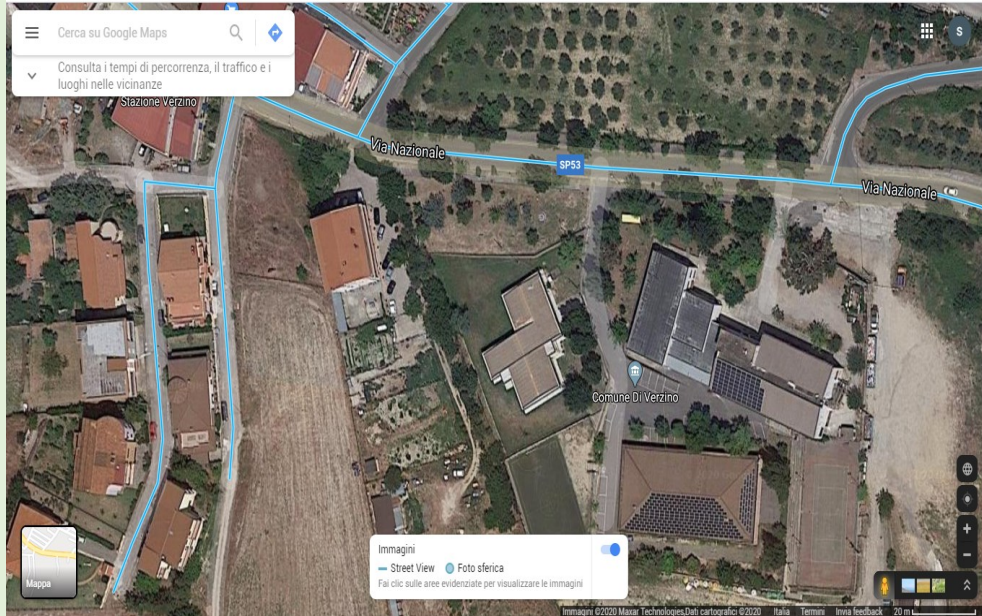 Cerca su Google Maps
S
Consulta i tempi di percorrenza, il traffico e i
luoghi nelle vicinanze
Stazione Verzino
Via Nazionale
SP53
Via Nazionale
Comune Di Verzino
Immagini
Street View
Foto sferica
Fai clic sulle aree evidenziate per visualizzare le immagini
Mappa
Immagini ©2020 Maxar Technologies,Dati cartografici ©2020 Italia Termini Invia feedback 20 m